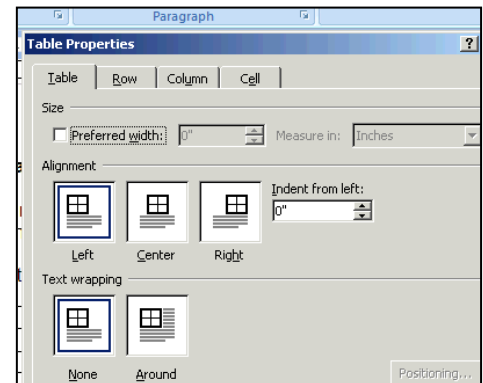 Paragraph
Table Properties ?
Table Row Column Cell
Size
Preferred width: 0" Measure in: Inches
Alignment
Indent from left:
0"
Left Center Right
Text wrapping
None Around
Positioning...